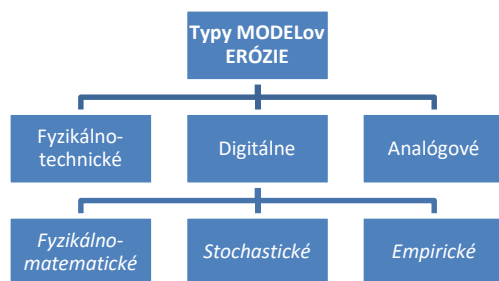 Typy MODELov
ERÓZIE
Fyzikálno-
technické
Digitálne
Analógové
Fyzikálno-
matematické
Stochastické
Empirické